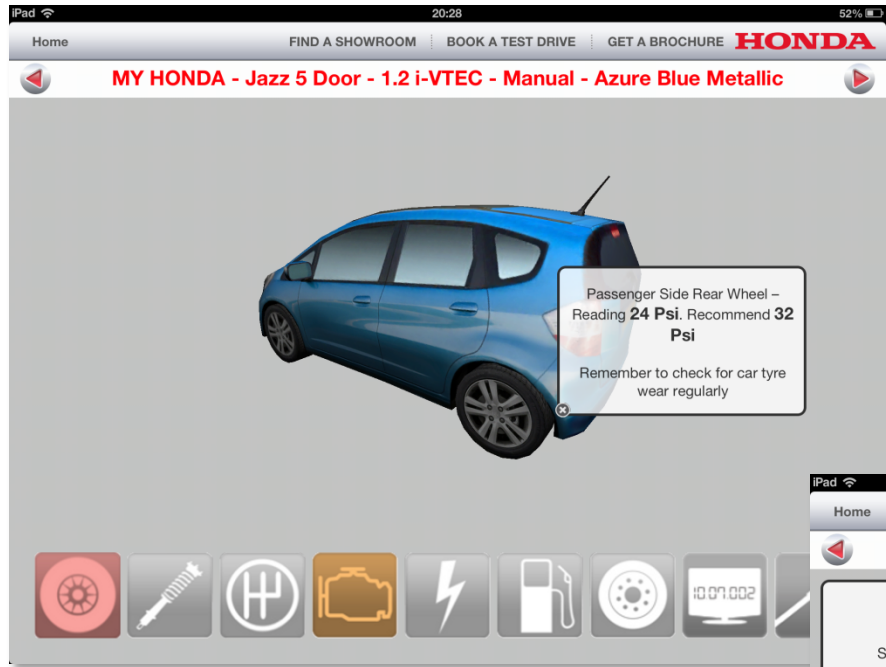 iPad 20:28 52%
Home FIND A SHOWROOM BOOK A TEST DRIVE GET A BROCHURE HONDA
MY HONDA - Jazz 5 Door - 1.2 i-VTEC - Manual - Azure Blue Metallic
Passenger Side Rear Wheel –
Reading 24 Psi. Recommend 32
Psi
Remember to check for car tyre
wear regularly
10:07:002
iPad
Home
S